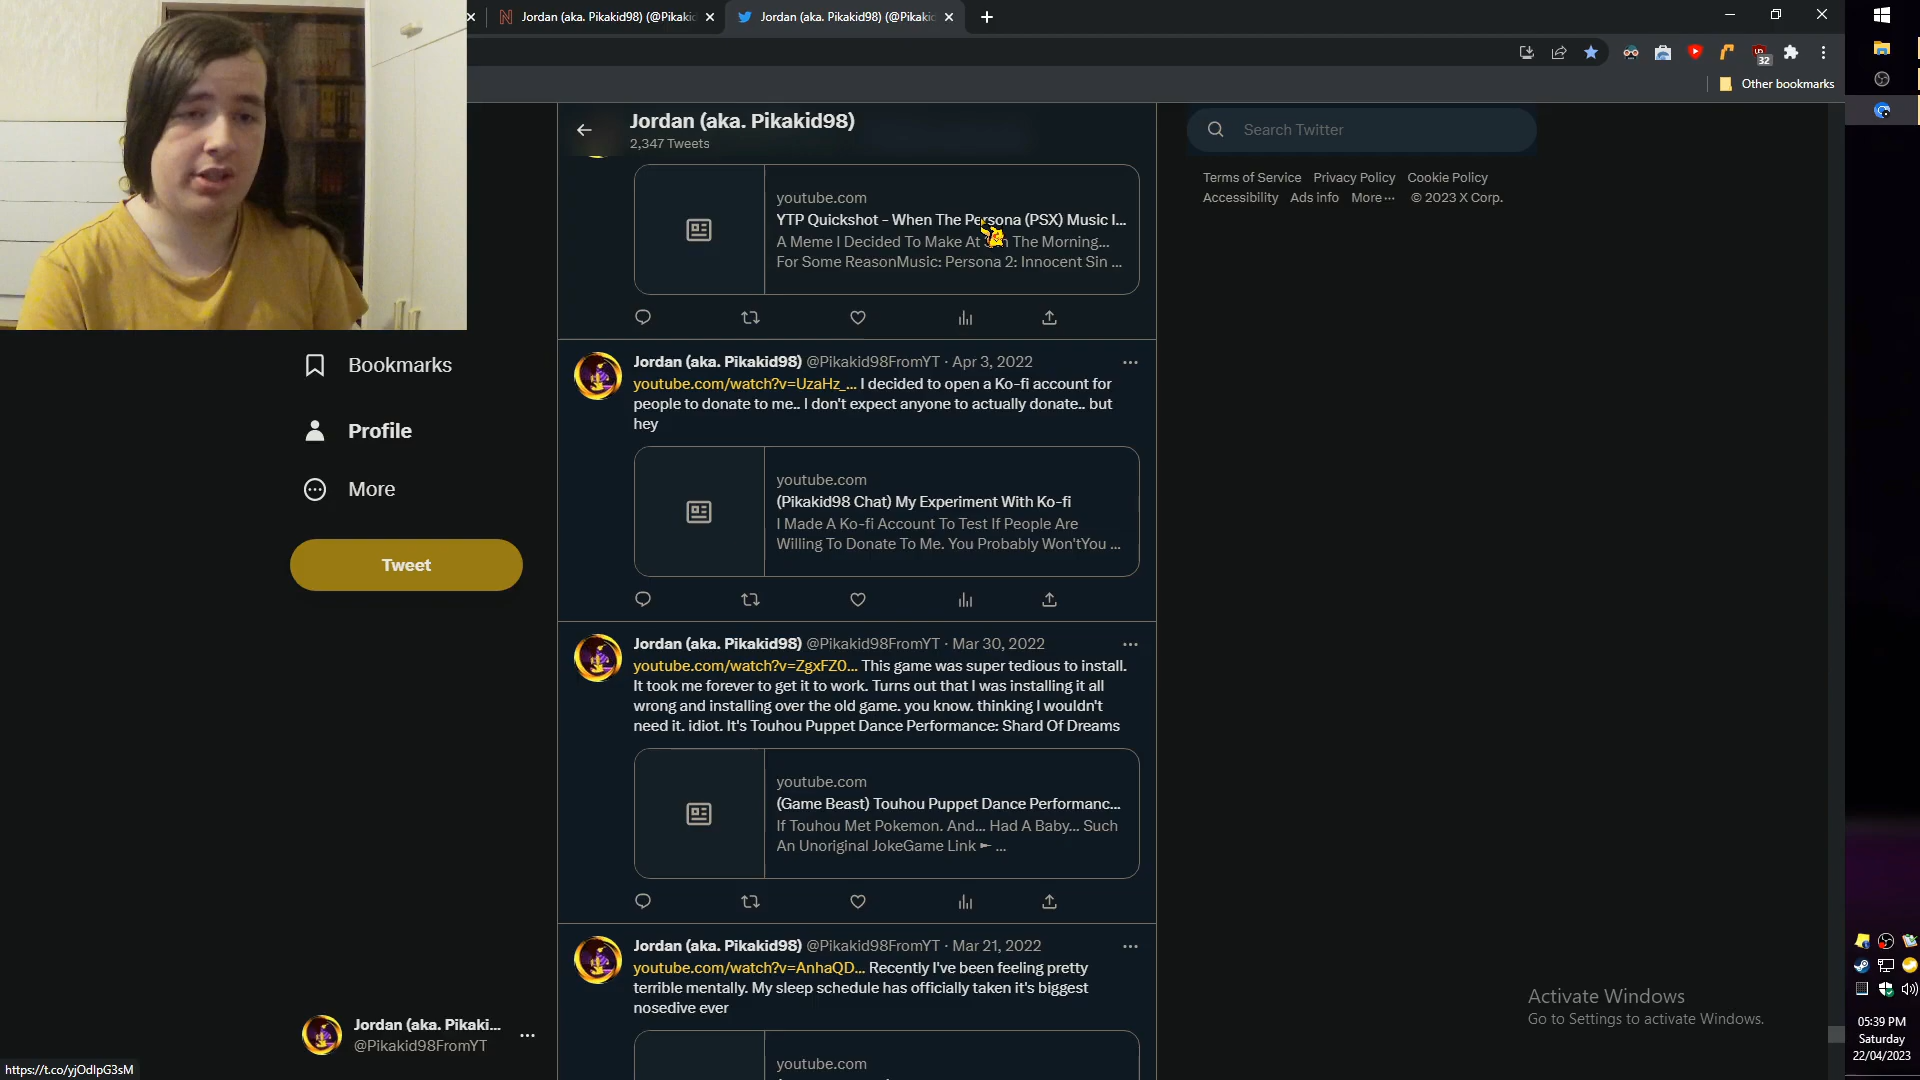 Jordan (aka. Pikakid98) (@Pikakid
Jordan (aka. Pikakid98) (@Pikakid
32
Other bookmarks
Jordan (aka. Pikakid98)
2,347 Tweets
Search Twitter
Terms of Service Privacy Policy Cookie Policy
Accessibility Ads info More ··· © 2023 X Corp.
youtube.com
YTP Quickshot - When The Persona (PSX) Music I...
A Meme I Decided To Make At The Morning...
For Some ReasonMusic: Persona 2: Innocent Sin ...
Jordan (aka. Pikakid98) @Pikakid98FromYT · Apr 3, 2022
youtube.com/watch?v=UzaHz_... I decided to open a Ko-fi account for
people to donate to me.. I don't expect anyone to actually donate.. but
hey
youtube.com
(Pikakid98 Chat) My Experiment With Ko-fi
I Made A Ko-fi Account To Test If People Are
Willing To Donate To Me. You Probably Won'tYou ...
Jordan (aka. Pikakid98) @Pikakid98FromYT · Mar 30, 2022
youtube.com/watch?v=ZgxFZ0... This game was super tedious to install.
It took me forever to get it to work. Turns out that I was installing it all
wrong and installing over the old game. you know. thinking I wouldn't
need it. idiot. It's Touhou Puppet Dance Performance: Shard Of Dreams
youtube.com
(Game Beast) Touhou Puppet Dance Performanc...
If Touhou Met Pokemon. And... Had A Baby... Such
An Unoriginal JokeGame Link ► ...
Jordan (aka. Pikakid98) @Pikakid98FromYT · Mar 21, 2022
youtube.com/watch?v=AnhaQD... Recently I've been feeling pretty
terrible mentally. My sleep schedule has officially taken it's biggest
nosedive ever
youtube.com
Bookmarks
Profile
More
Tweet
Jordan (aka. Pikaki...
@Pikakid98FromYT
https://t.co/yjOdlpG3sM
Activate Windows
Go to Settings to activate Windows.
05:39 PM
Saturday
22/04/2023